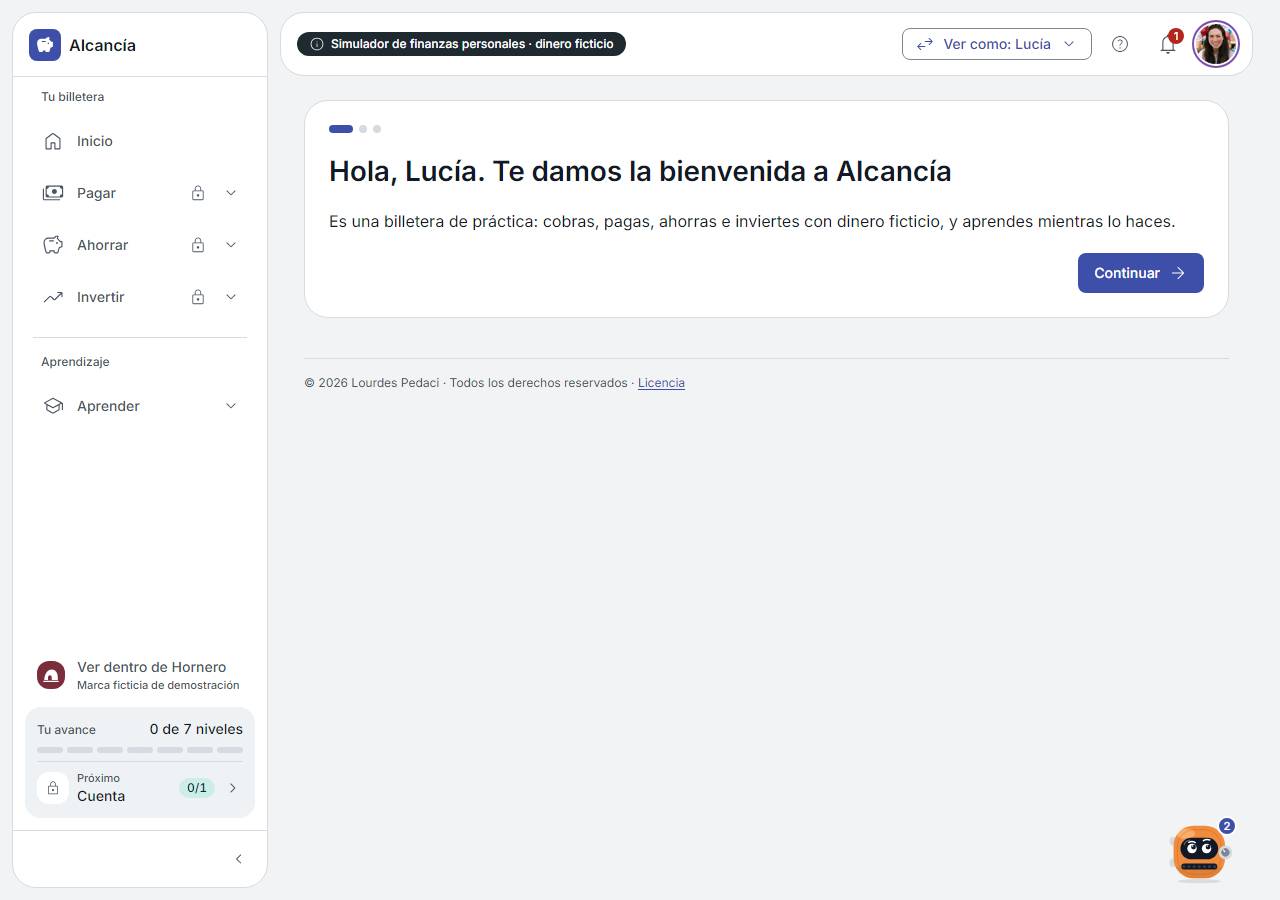 Alcancía
Simulador de finanzas personales · dinero ficticio
Ver como: Lucía
1
Tu billetera
Inicio
Pagar
Ahorrar
Invertir
Aprendizaje
Aprender
Hola, Lucía. Te damos la bienvenida a Alcancía
Es una billetera de práctica: cobras, pagas, ahorras e inviertes con dinero ficticio, y aprendes mientras lo haces.
Continuar
© 2026 Lourdes Pedaci · Todos los derechos reservados · Licencia
Ver dentro de Hornero
Marca ficticia de demostración
Tu avance 0 de 7 niveles
Próximo
Cuenta 0/1
2